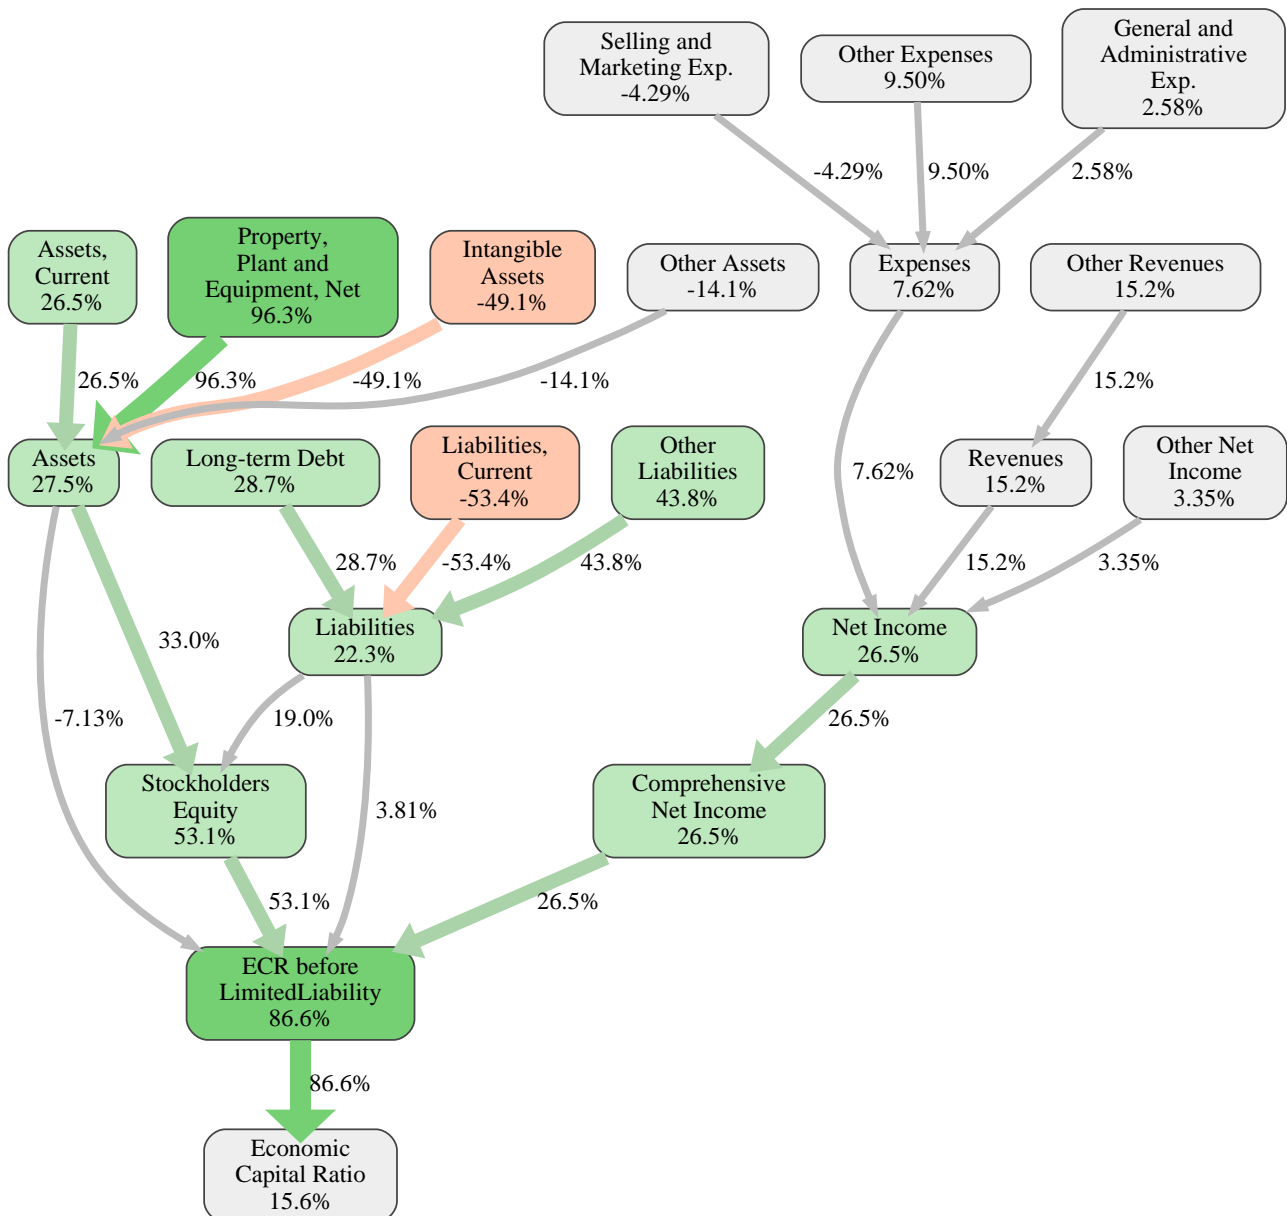 Selling and
Marketing Exp.
-4.29%
Other Expenses
9.50%
General and
Administrative
Exp.
2.58%
-4.29%
9.50%
2.58%
Assets,
Current
26.5%
Property,
Plant and
Equipment, Net
96.3%
Intangible
Assets
-49.1%
Other Assets
-14.1%
Expenses
7.62%
Other Revenues
15.2%
26.5%
96.3%
-49.1%
-14.1%
15.2%
Assets
27.5%
Long-term Debt
28.7%
Liabilities,
Current
-53.4%
Other
Liabilities
43.8%
7.62%
Revenues
15.2%
Other Net
Income
3.35%
28.7%
-53.4%
43.8%
15.2%
3.35%
33.0%
Liabilities
22.3%
Net Income
26.5%
-7.13%
19.0%
26.5%
Stockholders
Equity
53.1%
3.81%
Comprehensive
Net Income
26.5%
53.1%
26.5%
ECR before
LimitedLiability
86.6%
86.6%
Economic
Capital Ratio
15.6%